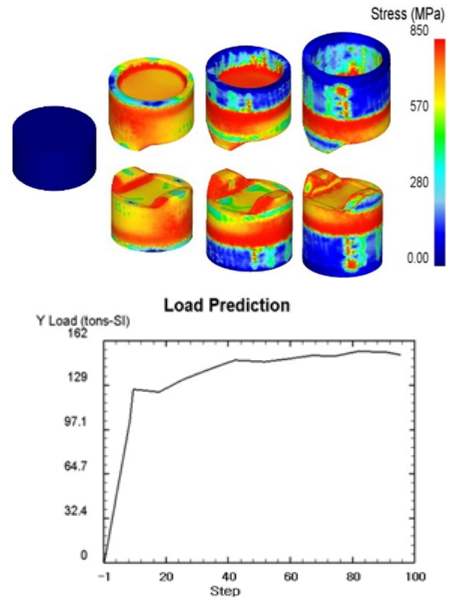 Stress (MPa)
850
570
280
0.00
Load Prediction
Y Load (tons-SI)
162
129
97.1
64.7
32.4
0
-1 20 40 60 80 100
Step